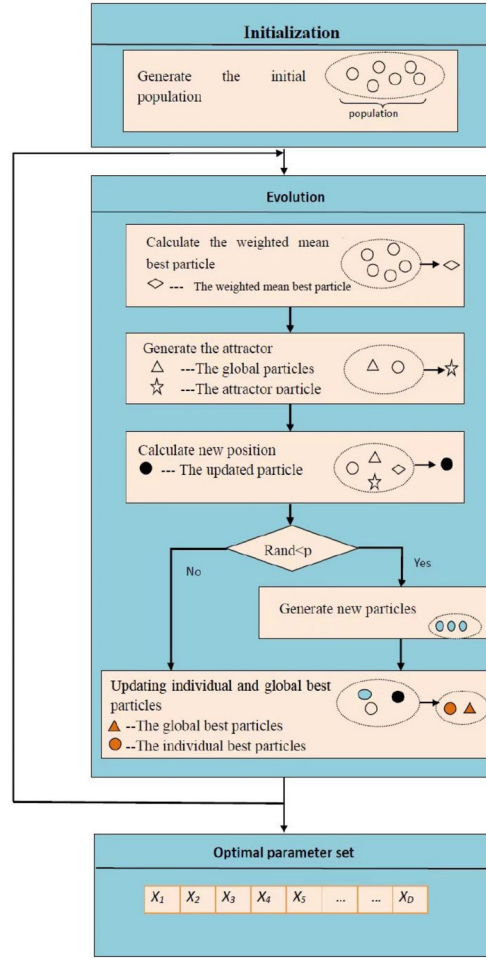 Initialization
Generate the initial
population
population
Evolution
Calculate the weighted mean
best particle
--- The weighted mean best particle
Generate the attractor
---The global particles
---The attractor particle
Calculate new position
--- The updated particle
Rand<p
No
Yes
Generate new particles
Updating individual and global best
particles
--The global best particles
--The individual best particles
Optimal parameter set
X1 X2 X3 X4 X5 ... ... XD